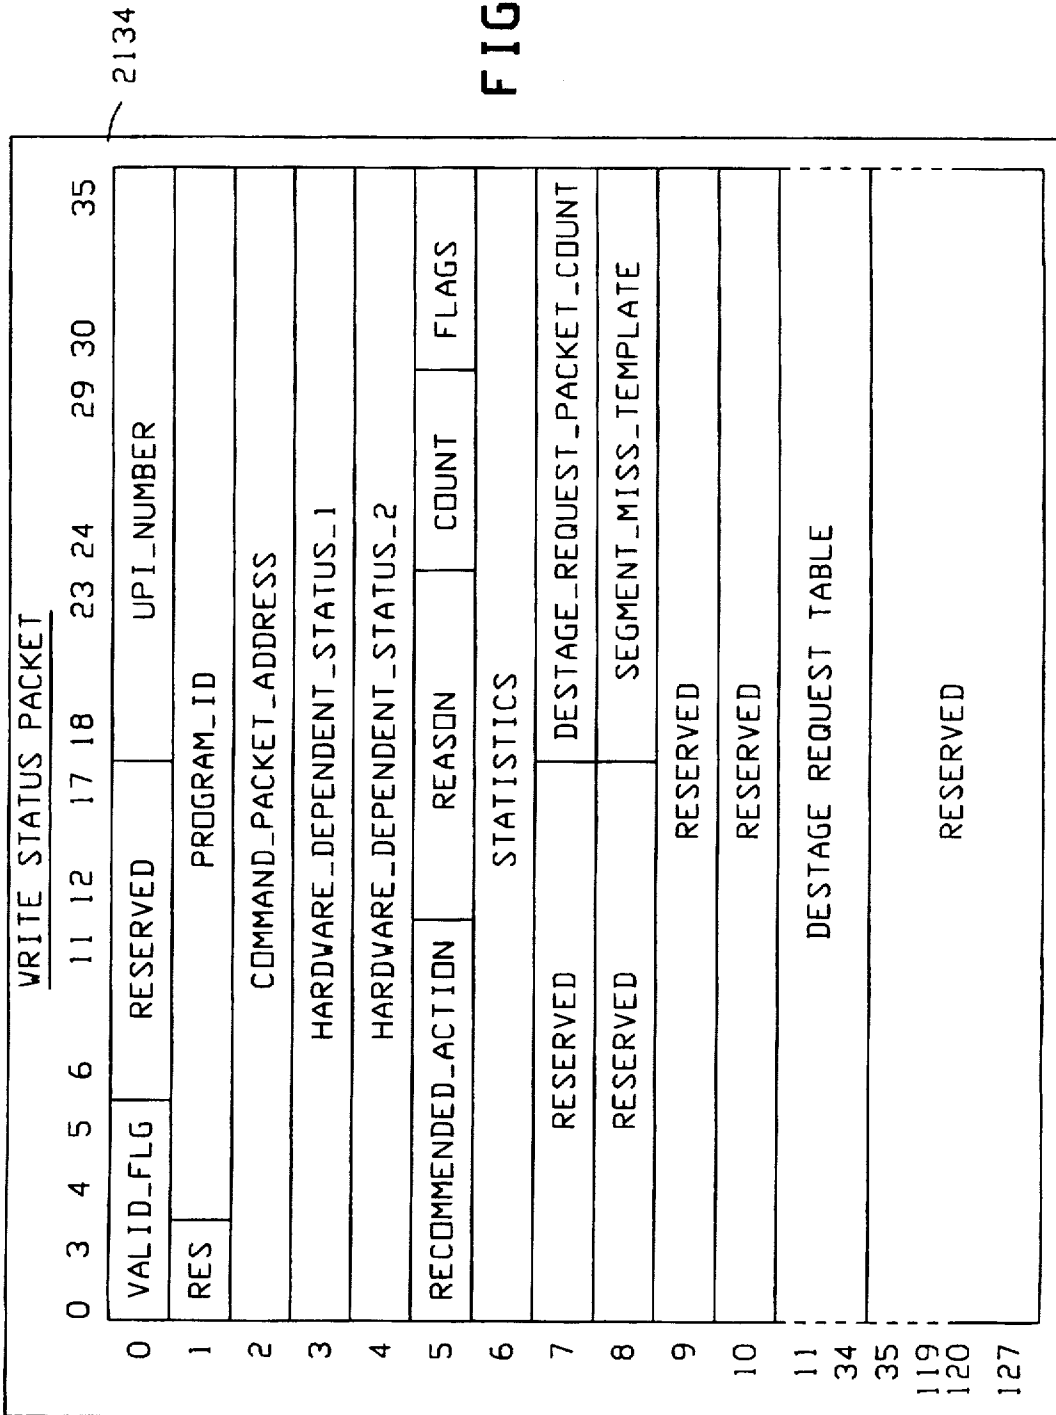 WRITE STATUS PACKET
0 3 4 5 6 11 12 17 18 23 24 29 30 35
2134
0 VALID_FLG RESERVED UPI_NUMBER
1 RES PROGRAM_ID
2 COMMAND_PACKET_ADDRESS
3 HARDWARE_DEPENDENT_STATUS_1
4 HARDWARE_DEPENDENT_STATUS_2
5 RECOMMENDED_ACTION REASON COUNT FLAGS
6 STATISTICS
7 RESERVED DESTAGE_REQUEST_PACKET_COUNT
8 RESERVED SEGMENT_MISS_TEMPLATE
9 RESERVED
10 RESERVED
11
34 DESTAGE REQUEST TABLE
35
119
120 RESERVED
127
FIG